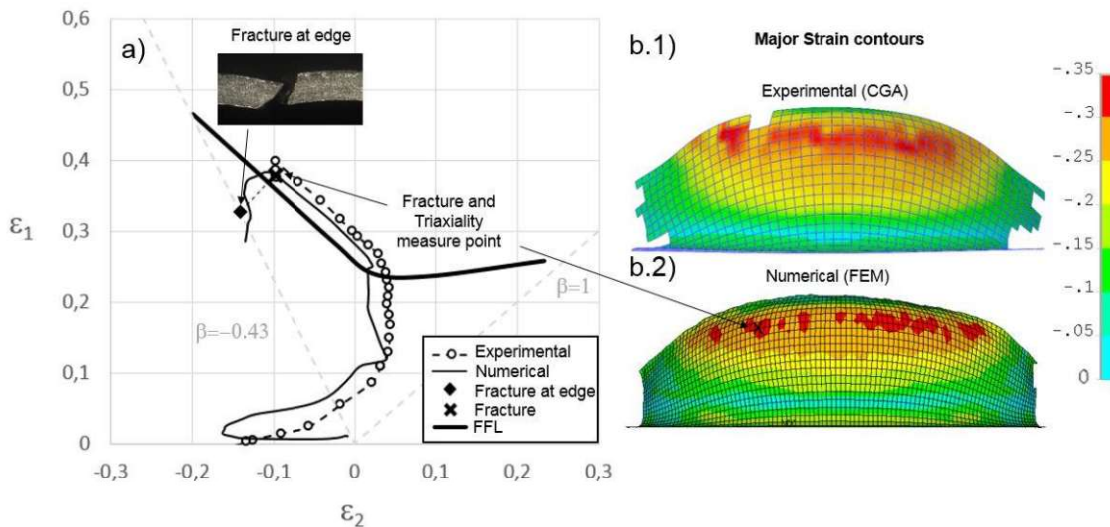 a)
Fracture at edge
0,6
0,5
0,4
0,3
0,2
0,1
0
ε1
Fracture and
Triaxiality
measure point
β=1
β=−0.43
Experimental
Numerical
Fracture at edge
Fracture
FFL
-0,3
-0,2
-0,1
0
0,1
0,2
0,3
ε2
b.1)
Major Strain contours
Experimental (CGA)
b.2)
Numerical (FEM)
-.35
-.3
-.25
-.2
-.15
-.1
-.05
0